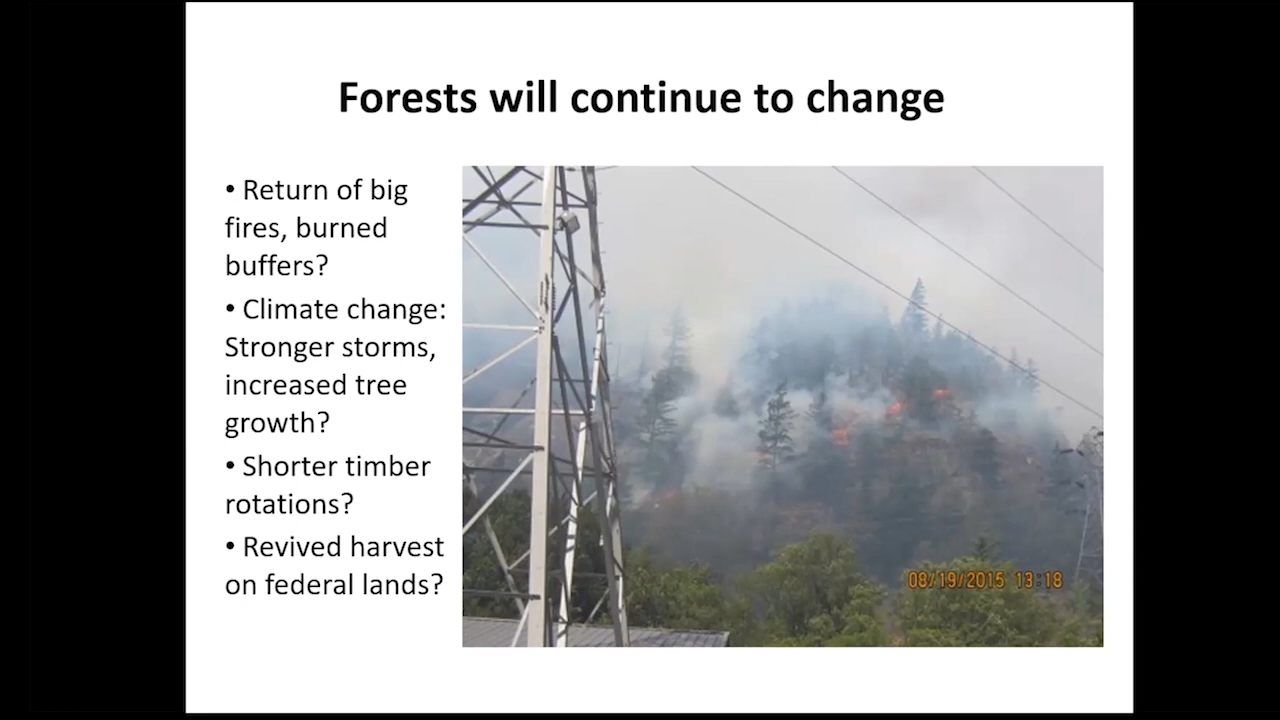 Forests will continue to change
• Return of big
fires, burned
buffers?
• Climate change:
Stronger storms,
increased tree
growth?
• Shorter timber
rotations?
• Revived harvest
on federal lands?
08/19/2015 13:18